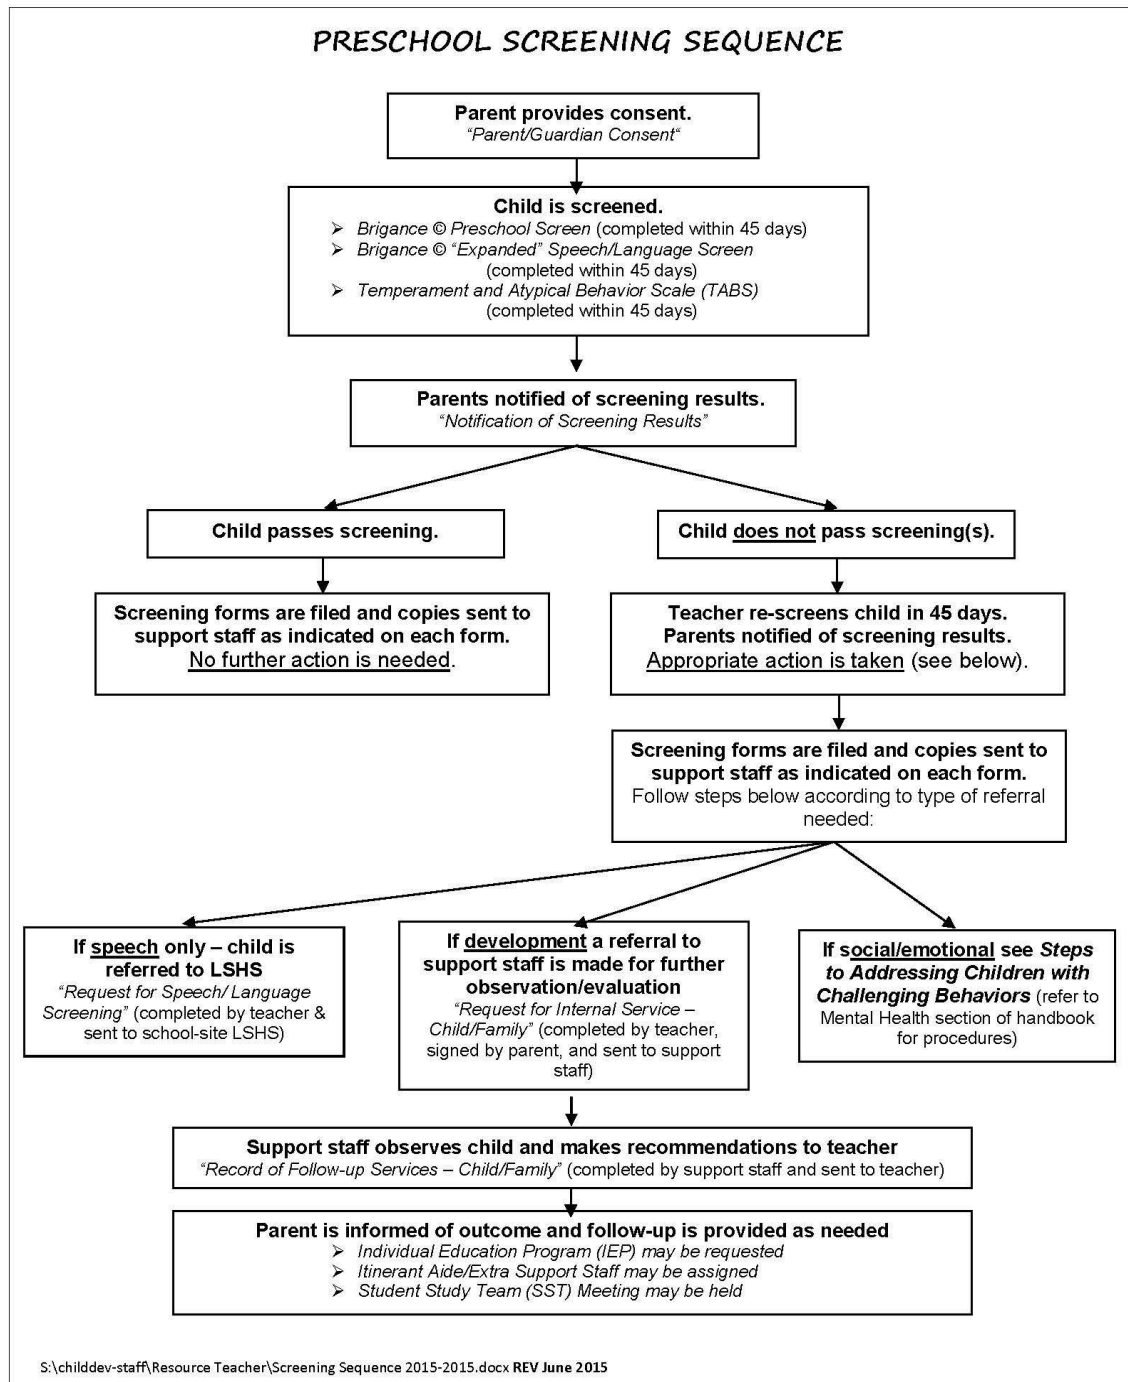 PRESCHOOL SCREENING SEQUENCE
Parent provides consent.
"Parent/Guardian Consent"
Child is screened.
➢ Brigance © Preschool Screen (completed within 45 days)
➢ Brigance © "Expanded" Speech/Language Screen
(completed within 45 days)
➢ Temperament and Atypical Behavior Scale (TABS)
(completed within 45 days)
Parents notified of screening results.
"Notification of Screening Results"
Child passes screening.
Screening forms are filed and copies sent to
support staff as indicated on each form.
No further action is needed.
Child does not pass screening(s).
Teacher re-screens child in 45 days.
Parents notified of screening results.
Appropriate action is taken (see below).
Screening forms are filed and copies sent to
support staff as indicated on each form.
Follow steps below according to type of referral
needed:
If speech only – child is
referred to LSHS
"Request for Speech/ Language
Screening" (completed by teacher &
sent to school-site LSHS)
If development a referral to
support staff is made for further
observation/evaluation
"Request for Internal Service –
Child/Family" (completed by teacher,
signed by parent, and sent to support
staff)
If social/emotional see Steps
to Addressing Children with
Challenging Behaviors (refer to
Mental Health section of handbook
for procedures)
Support staff observes child and makes recommendations to teacher
"Record of Follow-up Services – Child/Family" (completed by support staff and sent to teacher)
Parent is informed of outcome and follow-up is provided as needed
➢ Individual Education Program (IEP) may be requested
➢ Itinerant Aide/Extra Support Staff may be assigned
➢ Student Study Team (SST) Meeting may be held
S:\childdev-staff\Resource Teacher\Screening Sequence 2015-2015.docx REV June 2015